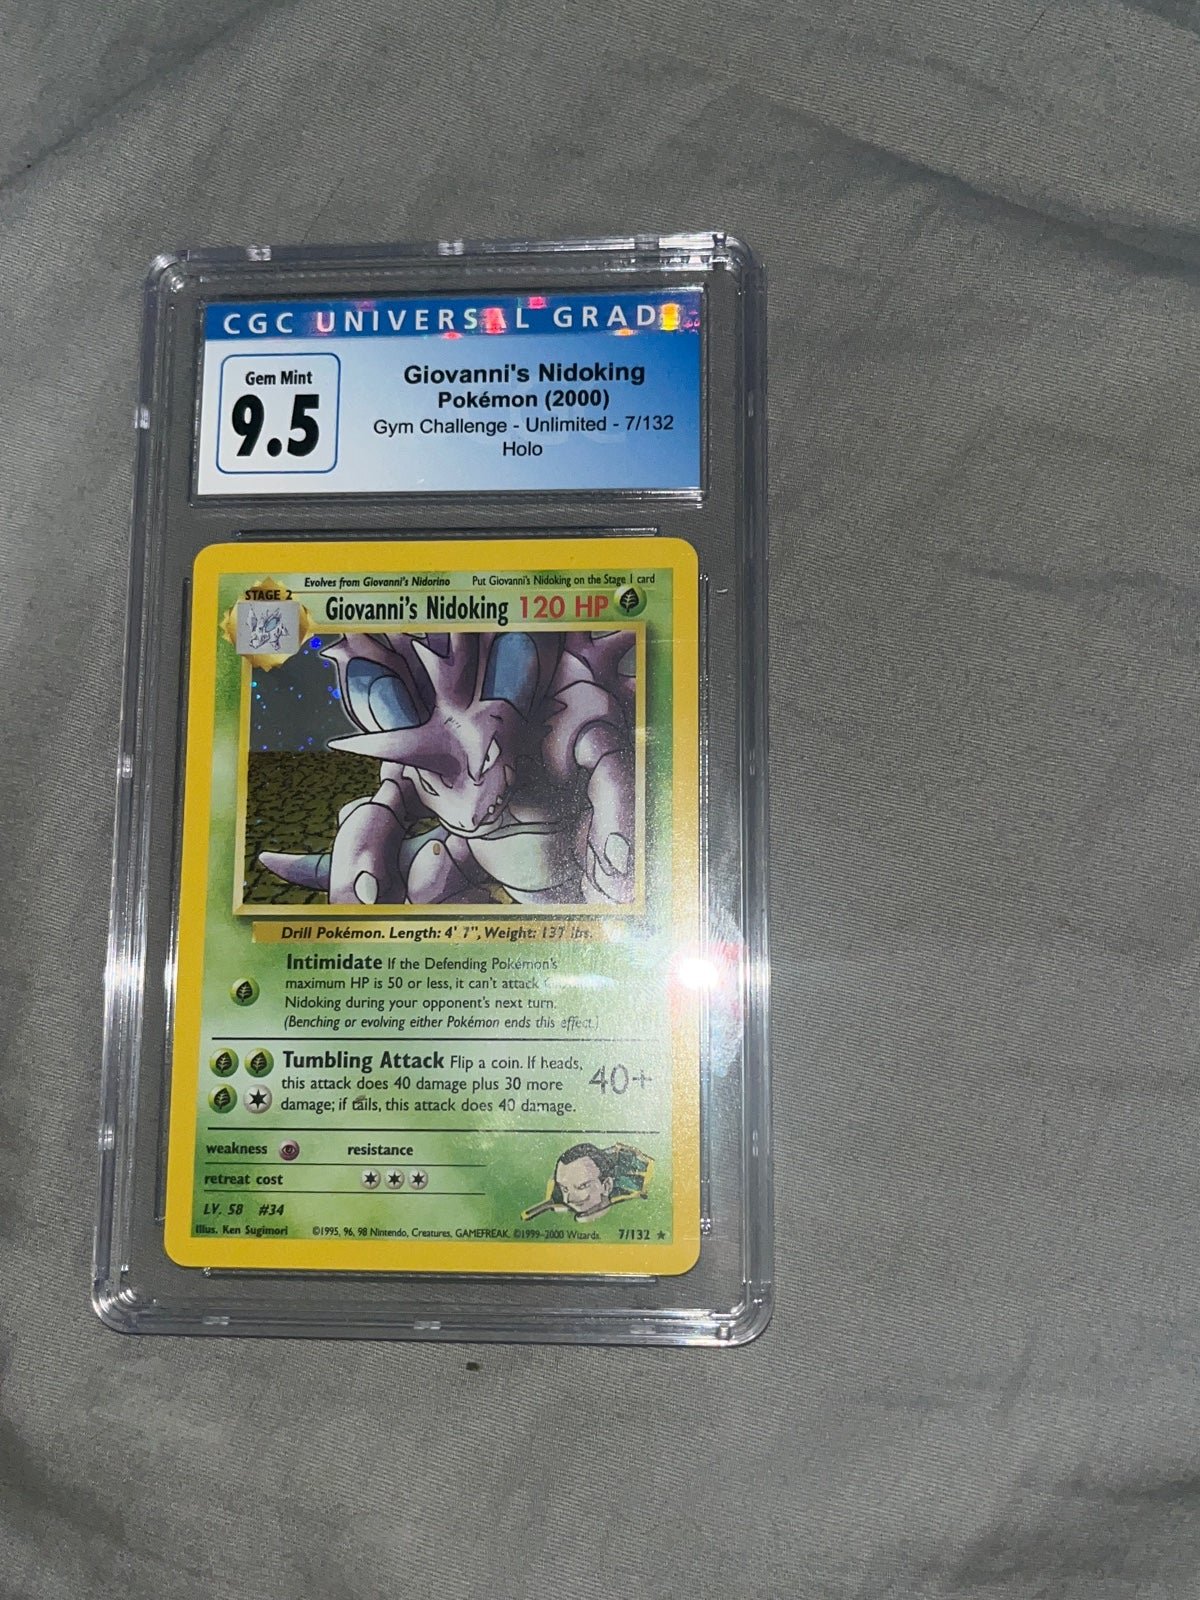 CGC UNIVERSAL GRADE
Gem Mint
9.5
Giovanni's Nidoking
Pokémon (2000)
Gym Challenge - Unlimited - 7/132
Holo
Evolves from Giovanni's Nidorino Put Giovanni's Nidoking on the Stage 1 card
STAGE 2
Giovanni's Nidoking 120 HP
Drill Pokémon. Length: 4' 7", Weight: 137 lbs.
Intimidate If the Defending Pokémon's
maximum HP is 50 or less, it can't attack
Nidoking during your opponent's next turn.
(Benching or evolving either Pokémon ends this effect.)
Tumbling Attack Flip a coin. If heads,
this attack does 40 damage plus 30 more
damage; if tails, this attack does 40 damage.
40+
weakness resistance
retreat cost
LV. 58 #34
Illus. Ken Sugimori ©1995, 96, 98 Nintendo, Creatures, GAMEFREAK. ©1999-2000 Wizards. 7/132 ★